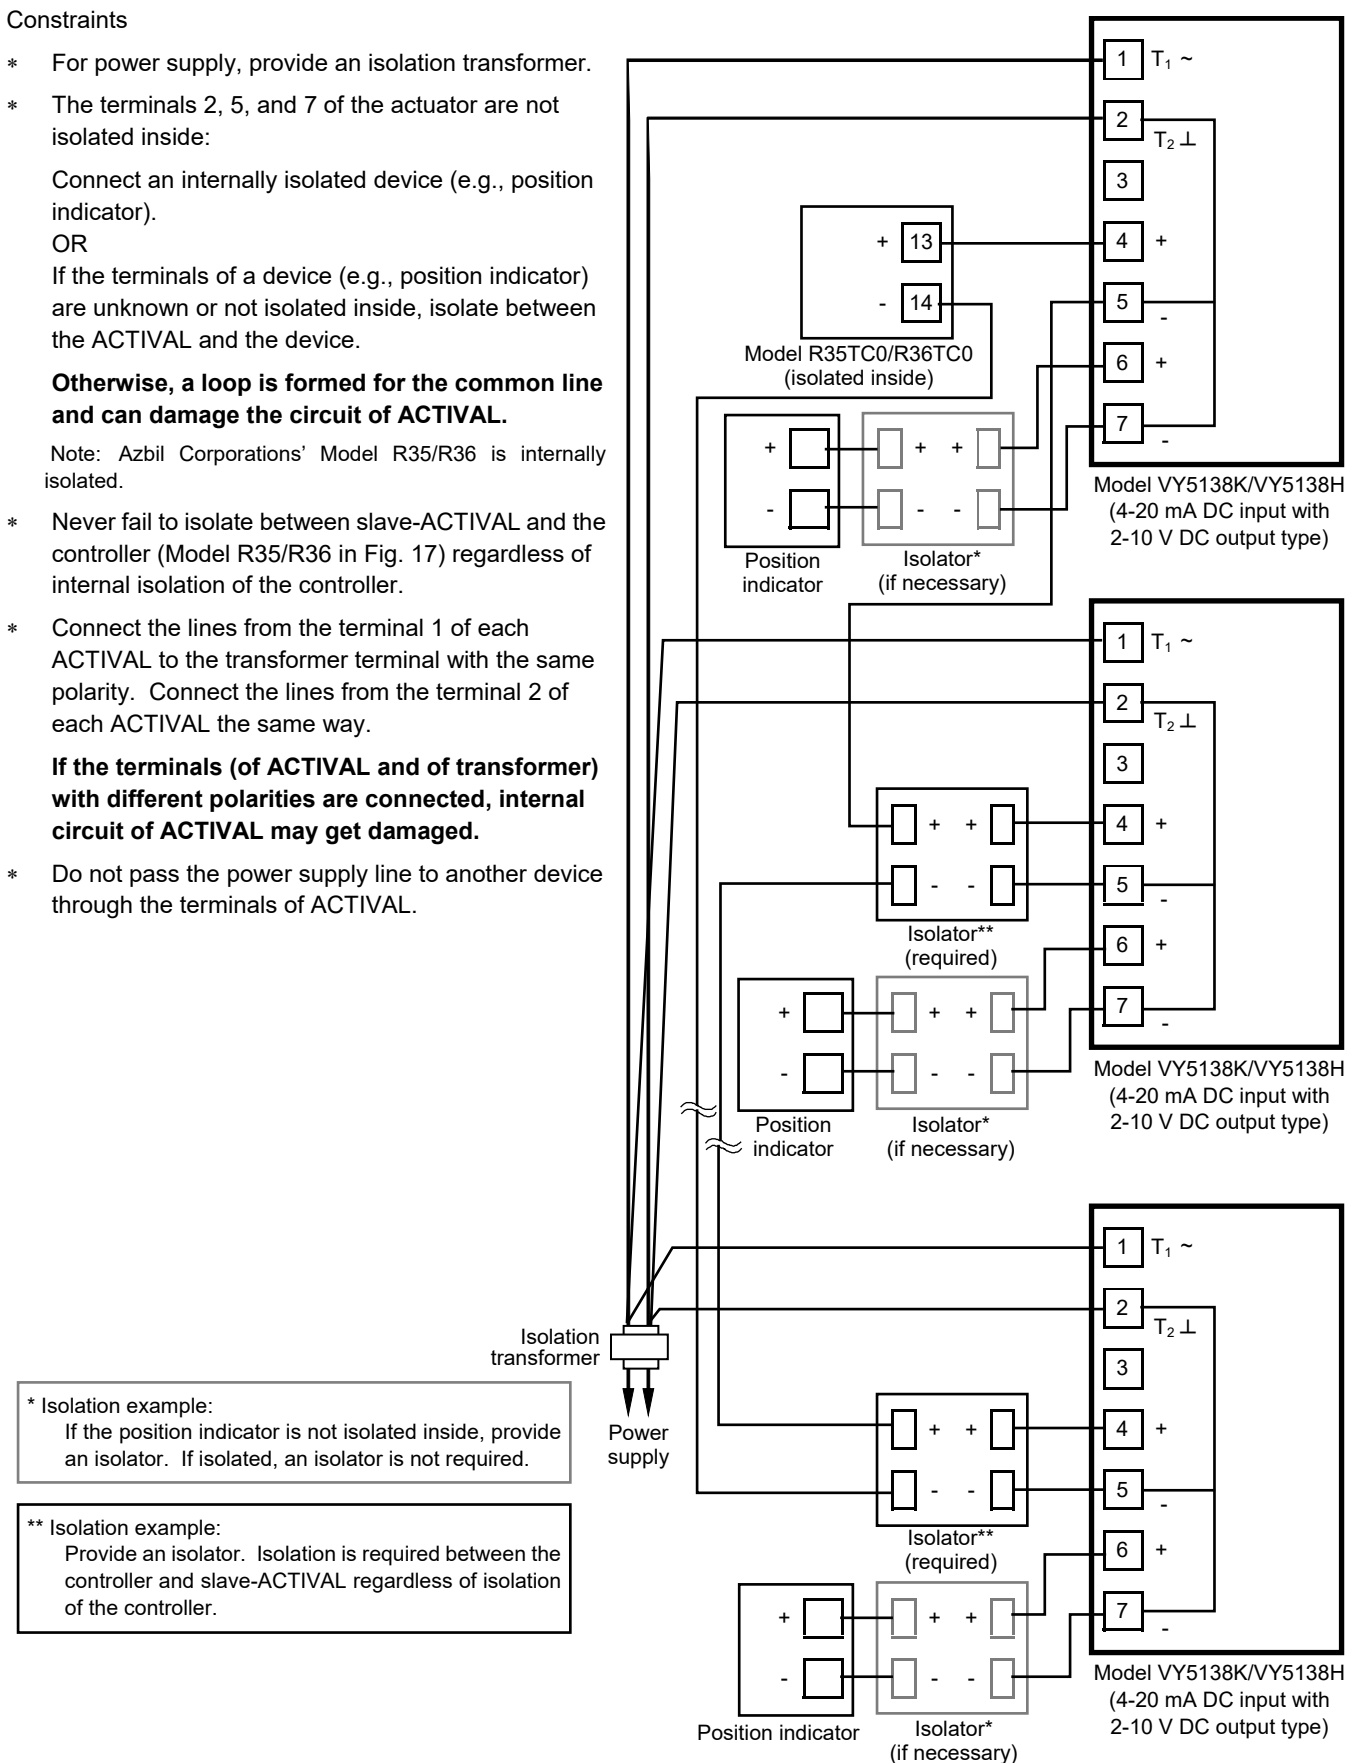 Constraints
* For power supply, provide an isolation transformer.
* The terminals 2, 5, and 7 of the actuator are not
isolated inside:
Connect an internally isolated device (e.g., position
indicator).
OR
If the terminals of a device (e.g., position indicator)
are unknown or not isolated inside, isolate between
the ACTIVAL and the device.
Otherwise, a loop is formed for the common line
and can damage the circuit of ACTIVAL.
Note: Azbil Corporations’ Model R35/R36 is internally
isolated.
* Never fail to isolate between slave-ACTIVAL and the
controller (Model R35/R36 in Fig. 17) regardless of
internal isolation of the controller.
* Connect the lines from the terminal 1 of each
ACTIVAL to the transformer terminal with the same
polarity. Connect the lines from the terminal 2 of
each ACTIVAL the same way.
If the terminals (of ACTIVAL and of transformer)
with different polarities are connected, internal
circuit of ACTIVAL may get damaged.
* Do not pass the power supply line to another device
through the terminals of ACTIVAL.
* Isolation example:
If the position indicator is not isolated inside, provide
an isolator. If isolated, an isolator is not required.
** Isolation example:
Provide an isolator. Isolation is required between the
controller and slave-ACTIVAL regardless of isolation
of the controller.
Isolation
transformer
Power
supply
1 T₁ ~
2
T₂ ⊥
3
4 +
5 -
6 +
7 -
Model VY5138K/VY5138H
(4-20 mA DC input with
2-10 V DC output type)
+ 13
- 14
Model R35TC0/R36TC0
(isolated inside)
+ + +
- - -
Position
indicator
Isolator*
(if necessary)
1 T₁ ~
2
T₂ ⊥
3
4 +
5 -
6 +
7 -
Model VY5138K/VY5138H
(4-20 mA DC input with
2-10 V DC output type)
+ +
- -
Isolator**
(required)
+ + +
- - -
Position
indicator
Isolator*
(if necessary)
1 T₁ ~
2
T₂ ⊥
3
4 +
5 -
6 +
7 -
Model VY5138K/VY5138H
(4-20 mA DC input with
2-10 V DC output type)
+ +
- -
Isolator**
(required)
+ + +
- - -
Position indicator
Isolator*
(if necessary)